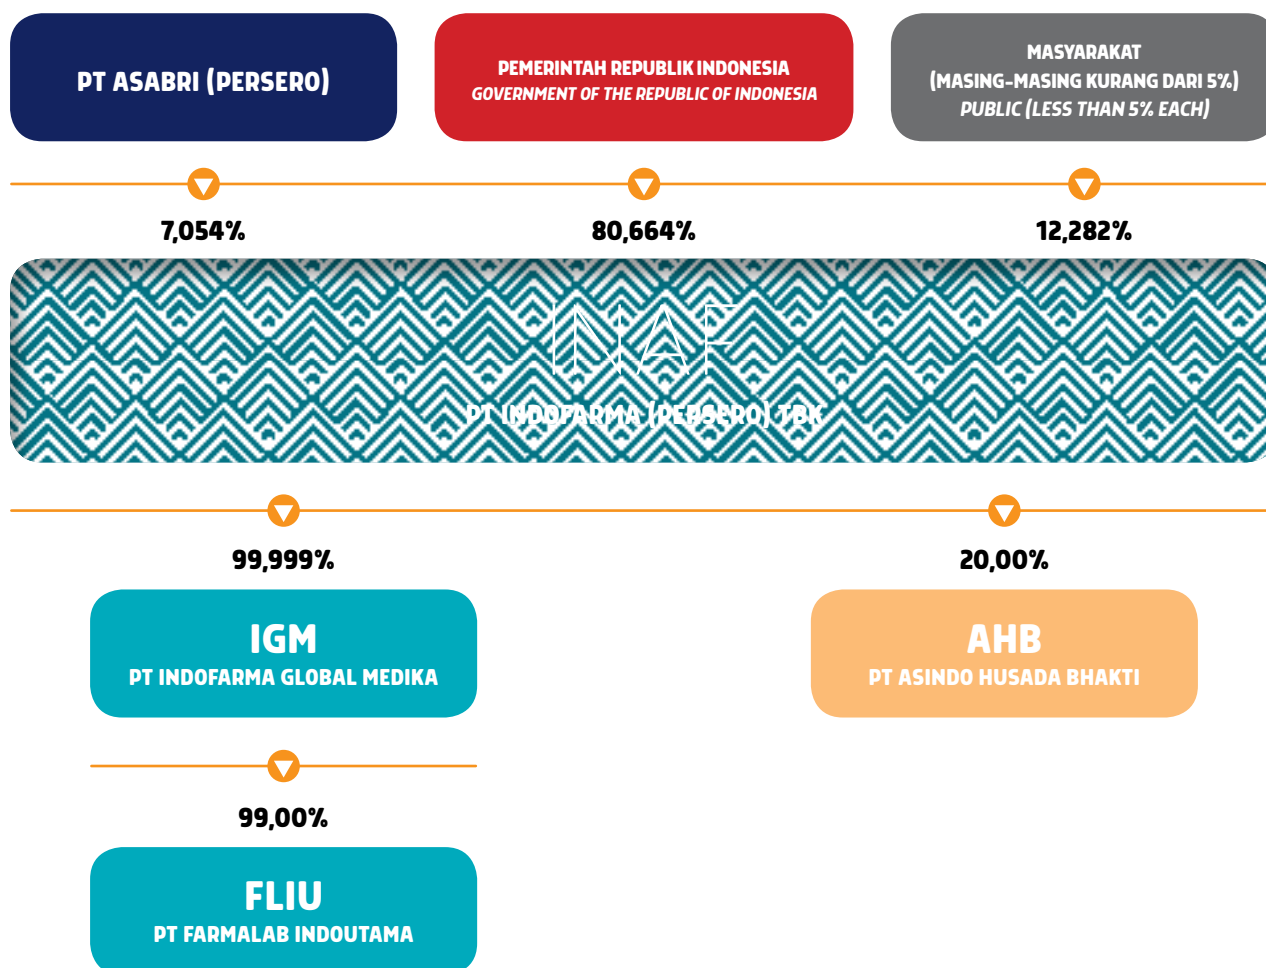 PT ASABRI (PERSERO)
PEMERINTAH REPUBLIK INDONESIA
GOVERNMENT OF THE REPUBLIC OF INDONESIA
MASYARAKAT
(MASING-MASING KURANG DARI 5%)
PUBLIC (LESS THAN 5% EACH)
7,054%
80,664%
12,282%
INAF
PT INDOFARMA (PERSERO) TBK
99,999%
20,00%
IGM
PT INDOFARMA GLOBAL MEDIKA
AHB
PT ASINDO HUSADA BHAKTI
99,00%
FLIU
PT FARMALAB INDOUTAMA